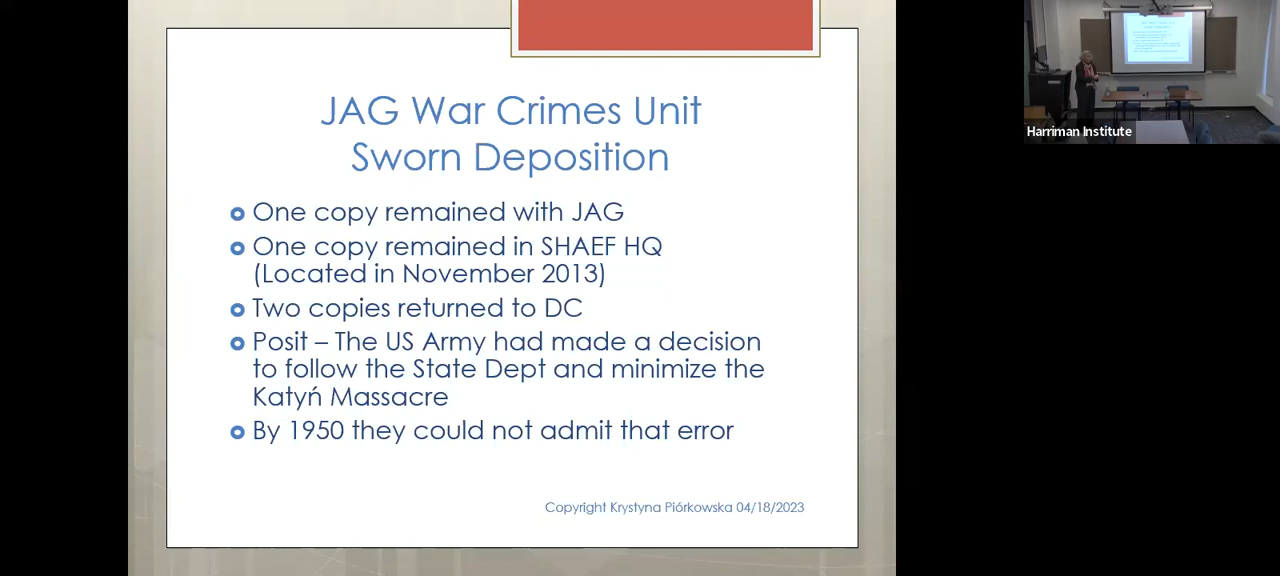 JAG War Crimes Unit
Sworn Deposition
One copy remained with JAG
One copy remained in SHAEF HQ
(Located in November 2013)
Two copies returned to DC
Posit – The US Army had made a decision
to follow the State Dept and minimize the
Katyń Massacre
By 1950 they could not admit that error
Copyright Krystyna Piórkowska 04/18/2023
Harriman Institute